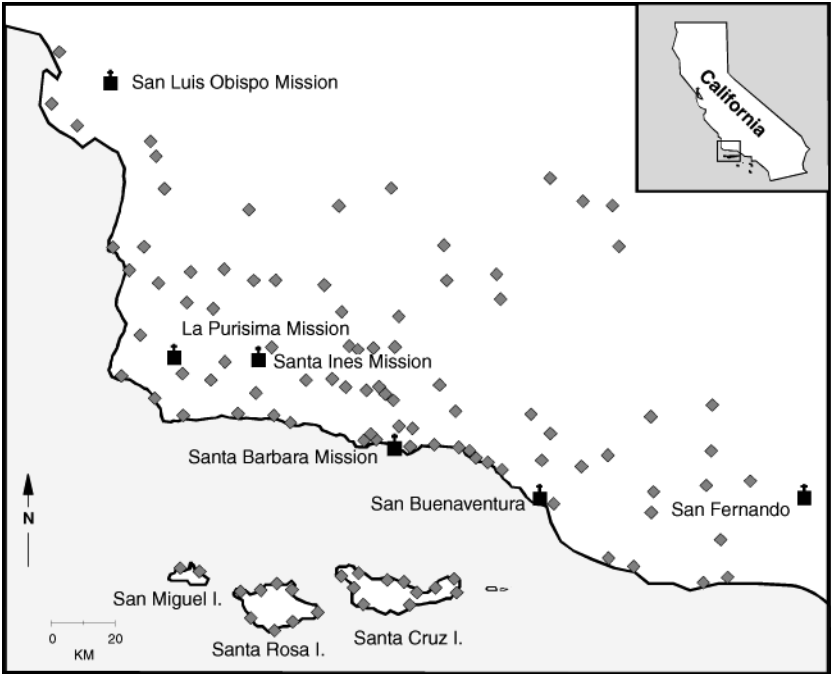 California
San Luis Obispo Mission
La Purisima Mission
Santa Ines Mission
Santa Barbara Mission
San Buenaventura
San Fernando
N
San Miguel I.
Santa Rosa I.
Santa Cruz I.
0 20
KM